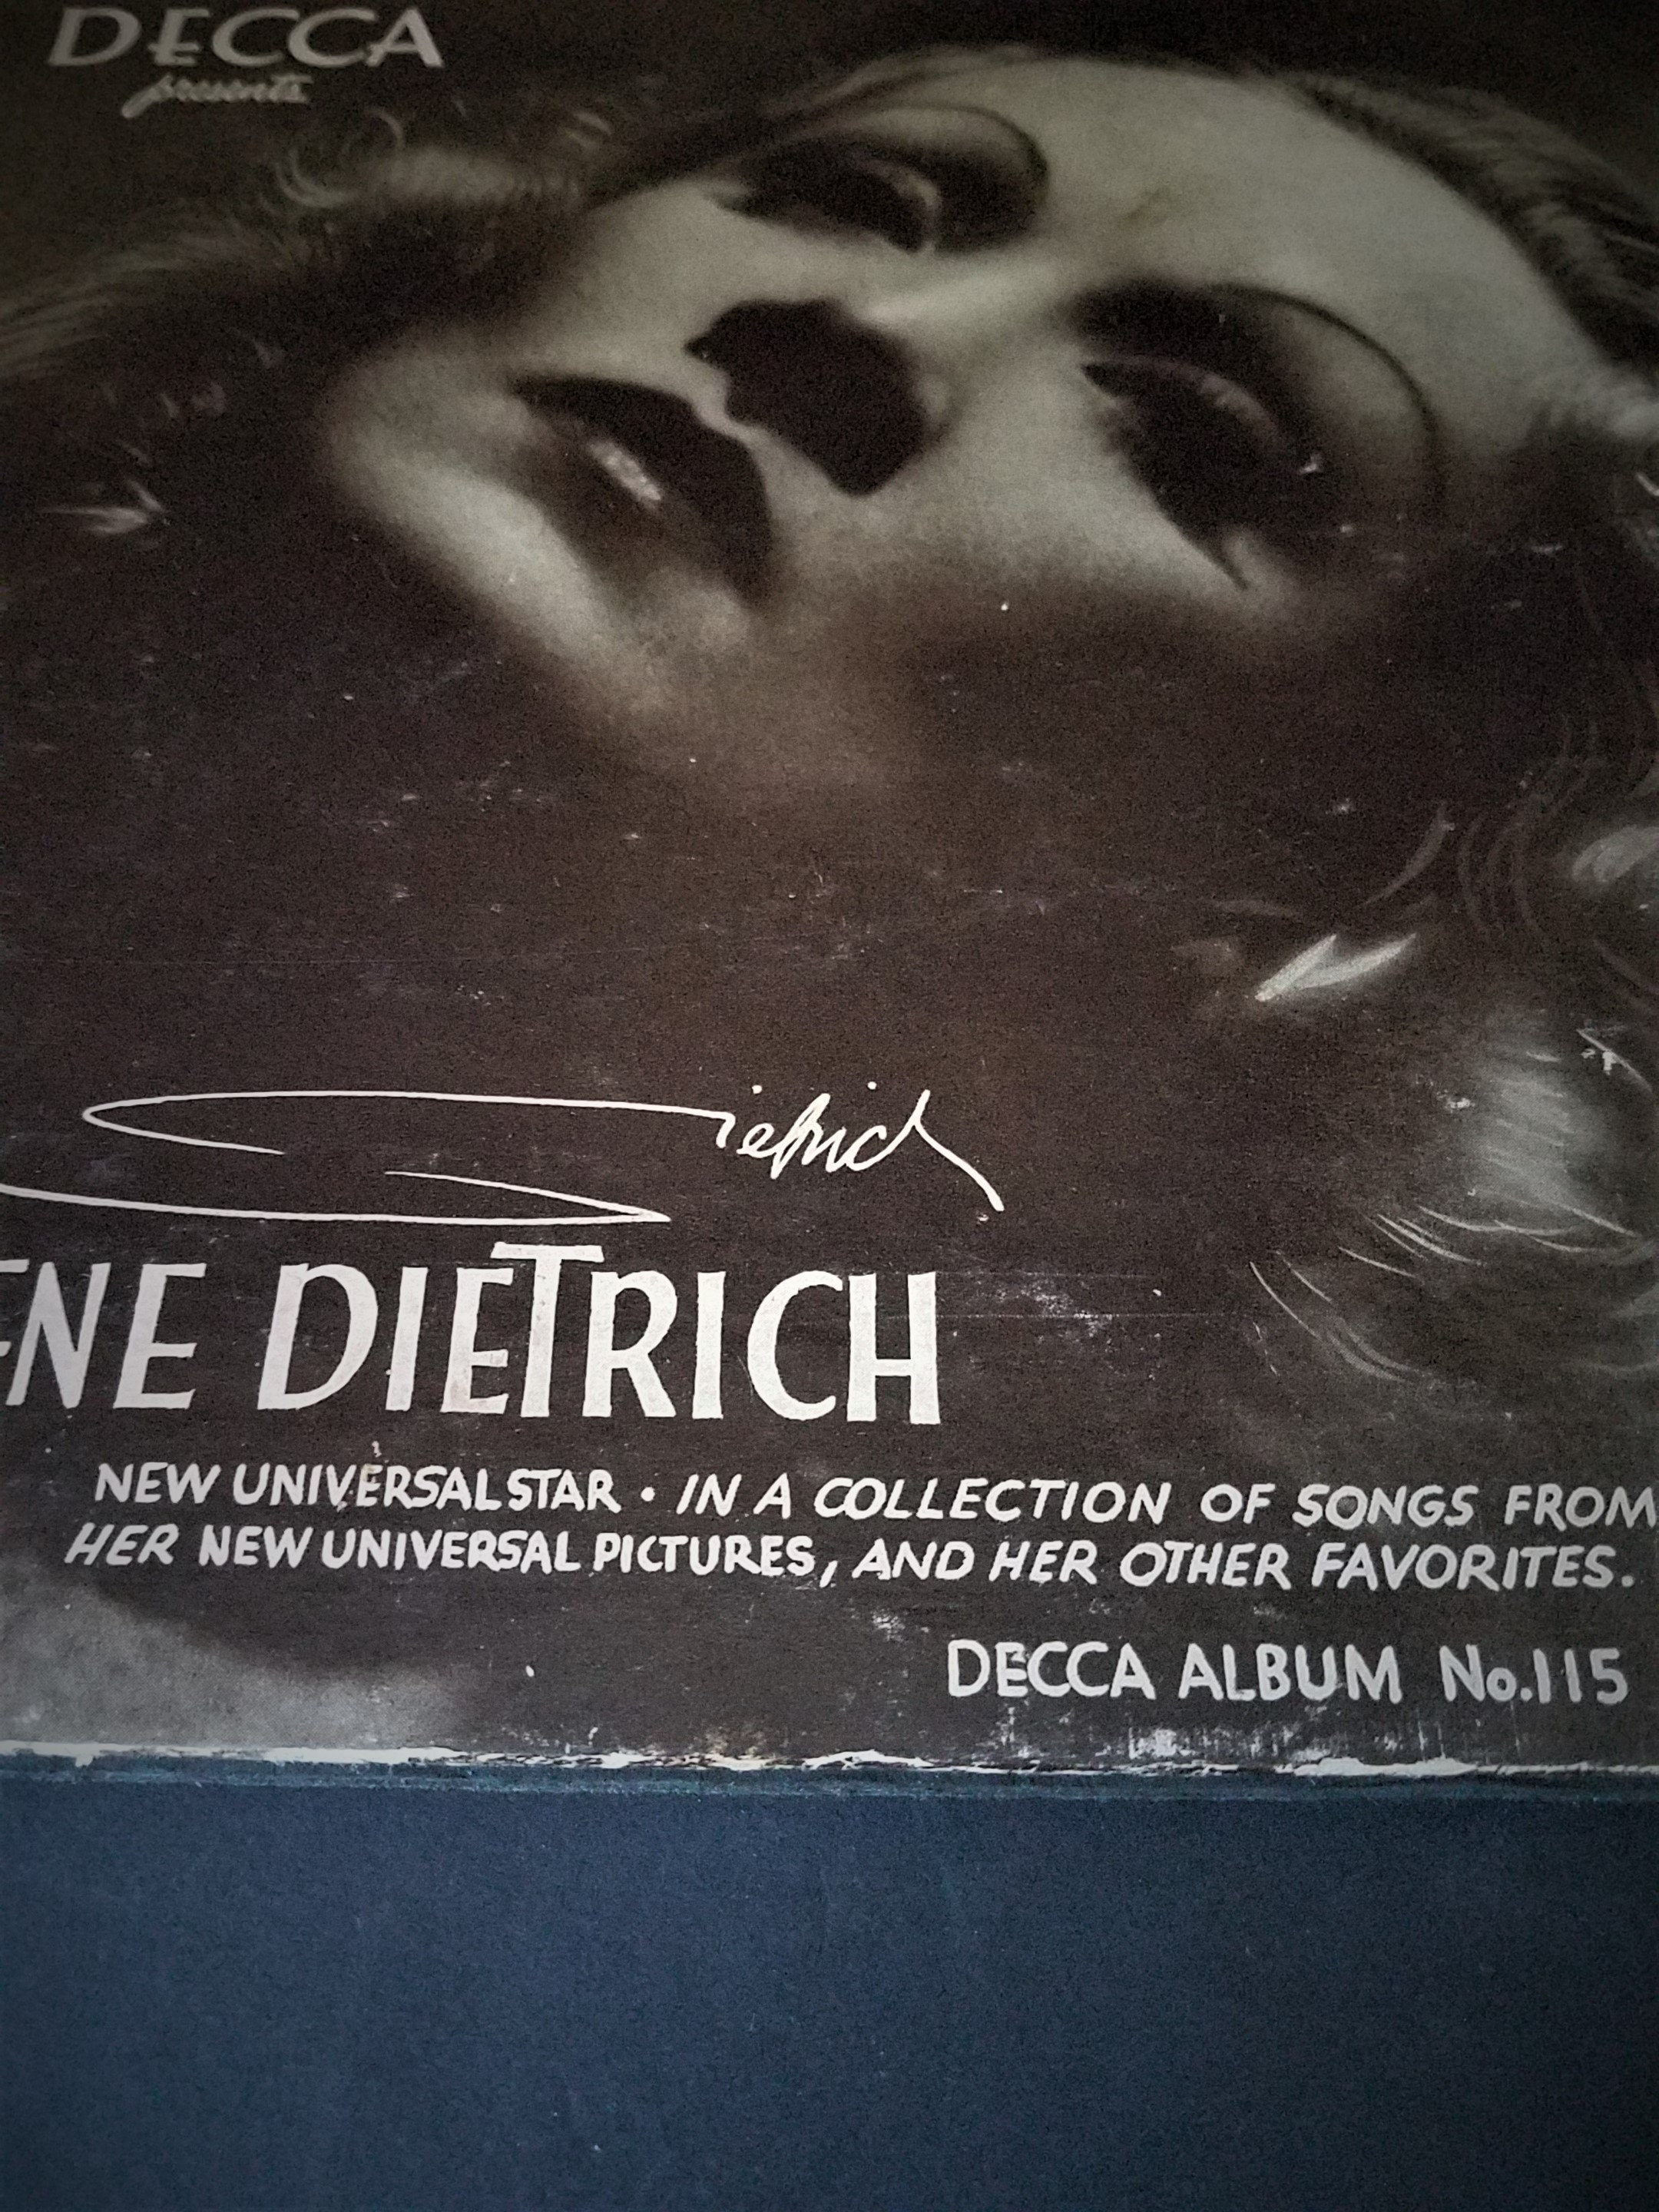 DECCA
presents
Dietrich
ENE DIETRICH
NEW UNIVERSAL STAR · IN A COLLECTION OF SONGS FROM
HER NEW UNIVERSAL PICTURES, AND HER OTHER FAVORITES.
DECCA ALBUM No. 115